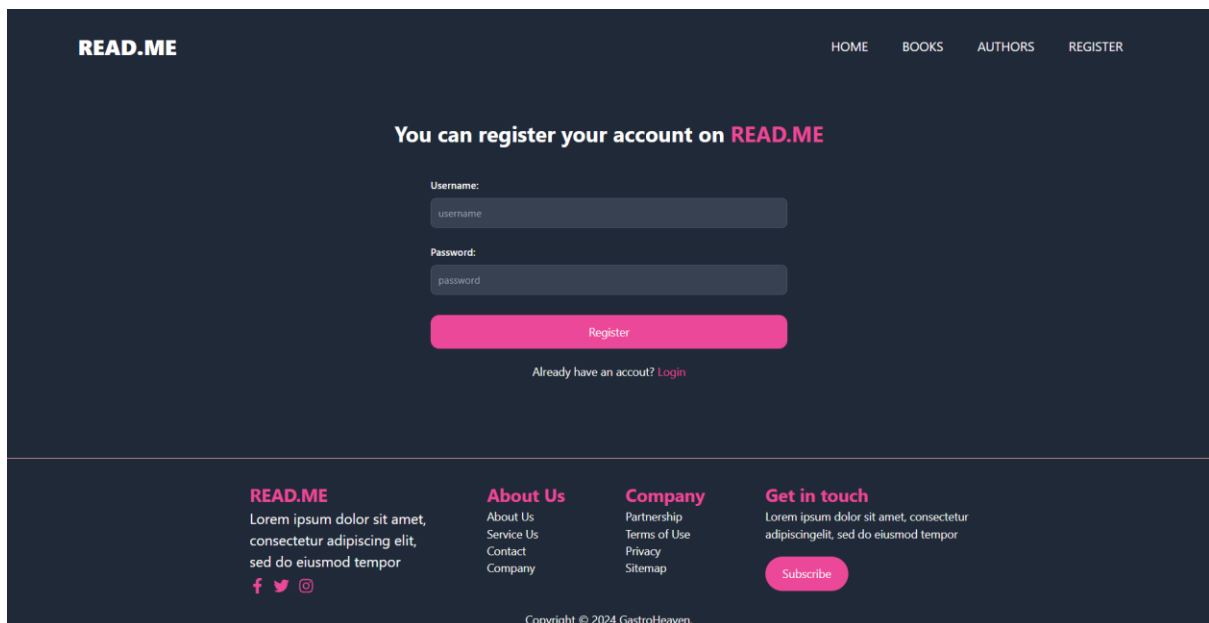 READ.ME
HOME BOOKS AUTHORS REGISTER
You can register your account on READ.ME
Username:
username
Password:
password
Register
Already have an accout? Login
READ.ME
Lorem ipsum dolor sit amet,
consectetur adipiscing elit,
sed do eiusmod tempor
About Us
About Us
Service Us
Contact
Company
Company
Partnership
Terms of Use
Privacy
Sitemap
Get in touch
Lorem ipsum dolor sit amet, consectetur
adipiscingelit, sed do eiusmod tempor
Subscribe
Copyright © 2024 GastroHeaven.